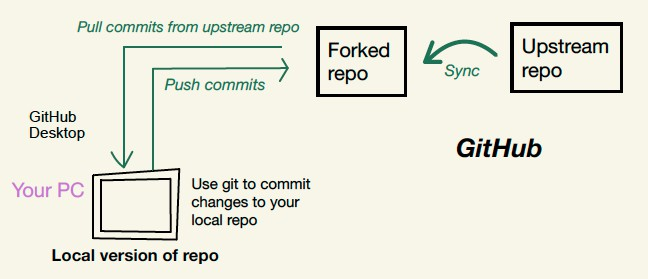 Pull commits from upstream repo
Forked
repo
Upstream
repo
Sync
Push commits
GitHub
Desktop
GitHub
Your PC
Use git to commit
changes to your
local repo
Local version of repo